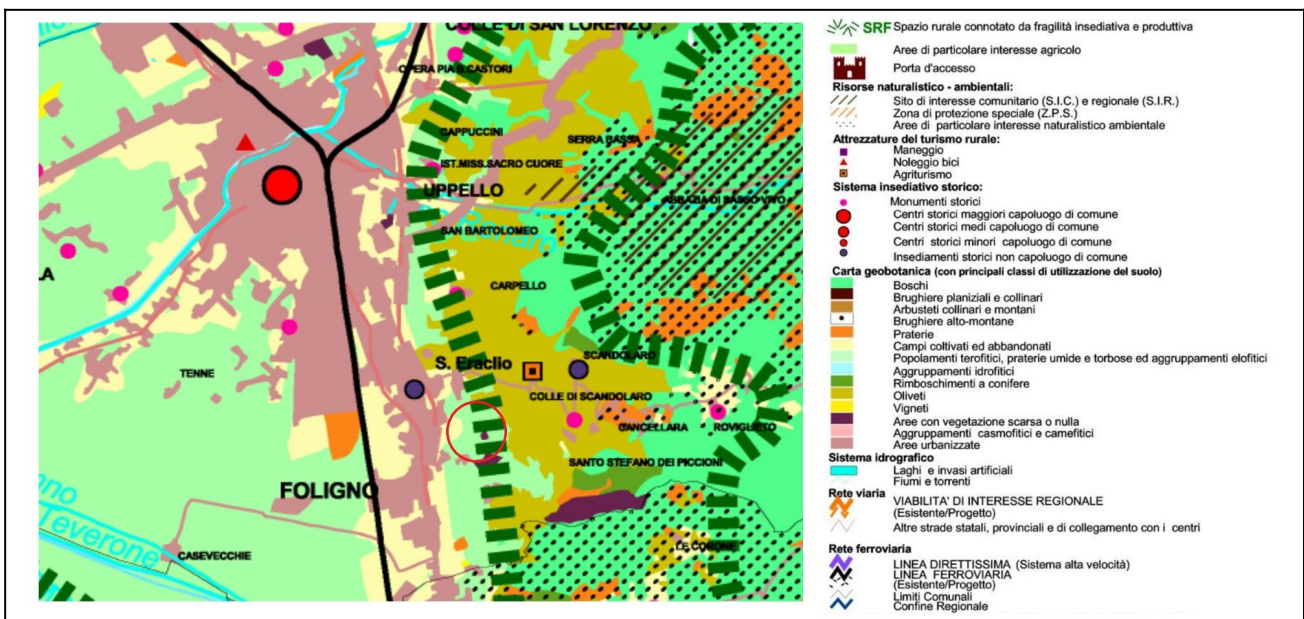 COLLE DI SAN LORENZO
OPERA PIA B.CASTORI
CAPPUCCINI
SERRA BASSA
IST.MISS.SACRO CUORE
UPPELLO
ABBAZIA DI SASSO VIVO
SAN BARTOLOMEO
CARPELLO
LA
TENNE
S. Eraclio
SCANDOLARO
COLLE DI SCANDOLARO
CANCELLARA
ROVIGLIETO
SANTO STEFANO DEI PICCIONI
FOLIGNO
Teverone
CASEVECCHIE
SRF Spazio rurale connotato da fragilità insediativa e produttiva
Aree di particolare interesse agricolo
Porta d'accesso
Risorse naturalistico - ambientali:
Sito di interesse comunitario (S.I.C.) e regionale (S.I.R.)
Zona di protezione speciale (Z.P.S.)
Aree di particolare interesse naturalistico ambientale
Attrezzature del turismo rurale:
Maneggio
Noleggio bici
Agriturismo
Sistema insediativo storico:
Monumenti storici
Centri storici maggiori capoluogo di comune
Centri storici medi capoluogo di comune
Centri storici minori capoluogo di comune
Insediamenti storici non capoluogo di comune
Carta geobotanica (con principali classi di utilizzazione del suolo)
Boschi
Brughiere planiziali e collinari
Arbusteti collinari e montani
Brughiere alto-montane
Praterie
Campi coltivati ed abbandonati
Popolamenti terofitici, praterie umide e torbose ed aggruppamenti elofitici
Aggruppamenti idrofitici
Rimboschimenti a conifere
Oliveti
Vigneti
Aree con vegetazione scarsa o nulla
Aggruppamenti casmofitici e camefitici
Aree urbanizzate
Sistema idrografico
Laghi e invasi artificiali
Fiumi e torrenti
Rete viaria
VIABILITA' DI INTERESSE REGIONALE
(Esistente/Progetto)
Altre strade statali, provinciali e di collegamento con i centri
Rete ferroviaria
LINEA DIRETTISSIMA (Sistema alta velocità)
LINEA FERROVIARIA
(Esistente/Progetto)
Limiti Comunali
Confine Regionale